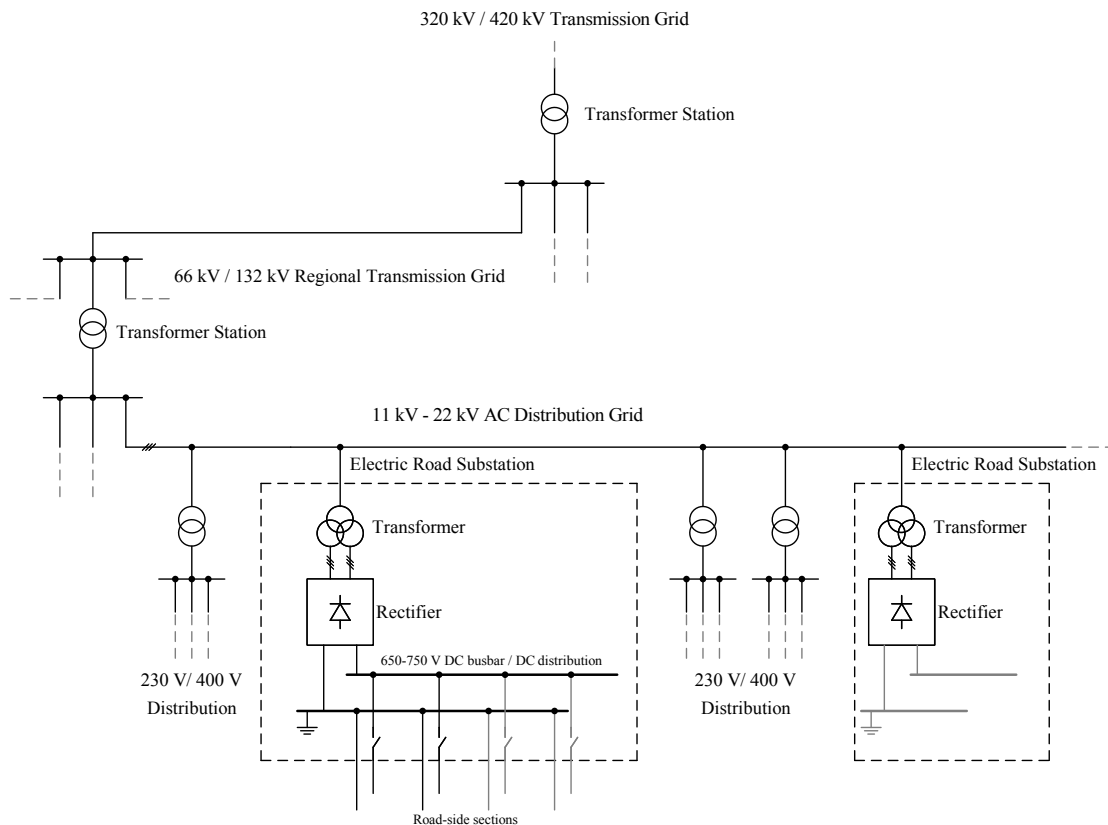 320 kV / 420 kV Transmission Grid
Transformer Station
66 kV / 132 kV Regional Transmission Grid
Transformer Station
11 kV - 22 kV AC Distribution Grid
Electric Road Substation
Electric Road Substation
Transformer
Transformer
Rectifier
Rectifier
650-750 V DC busbar / DC distribution
230 V/ 400 V
Distribution
230 V/ 400 V
Distribution
Road-side sections